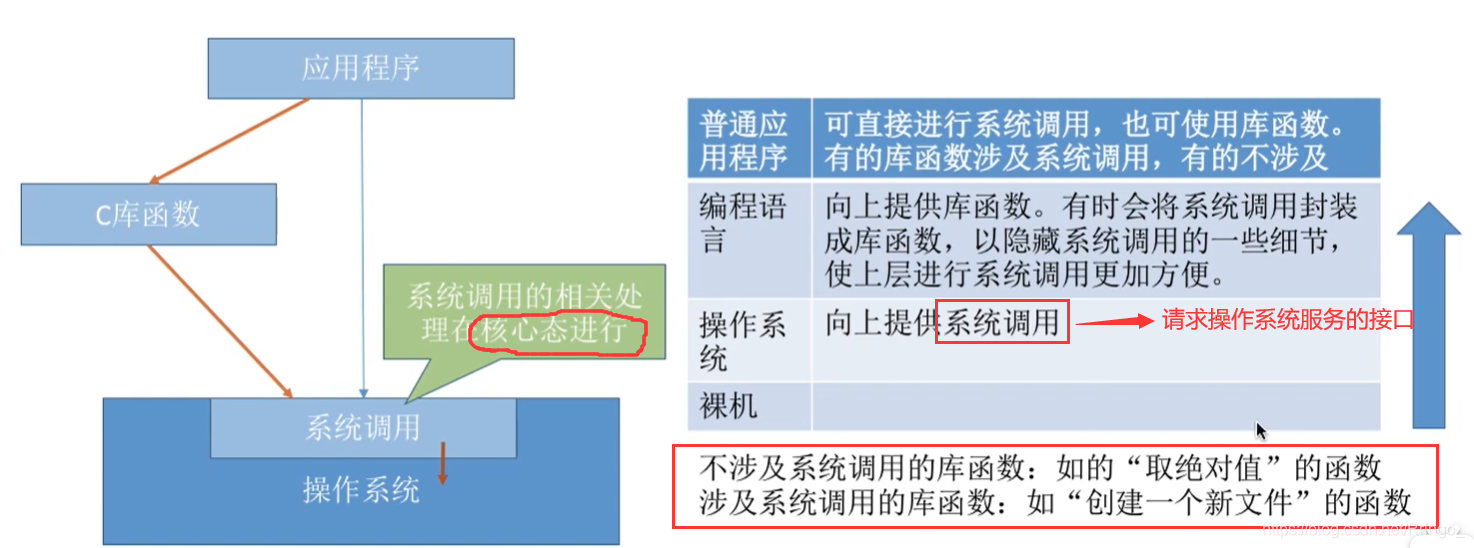 应用程序
C库函数
系统调用的相关处
理在核心态进行
系统调用
操作系统
普通应
用程序
可直接进行系统调用，也可使用库函数。
有的库函数涉及系统调用，有的不涉及
编程语
言
向上提供库函数。有时会将系统调用封装
成库函数，以隐藏系统调用的一些细节，
使上层进行系统调用更加方便。
操作系
统
向上提供系统调用
请求操作系统服务的接口
裸机
不涉及系统调用的库函数：如的“取绝对值”的函数
涉及系统调用的库函数：如“创建一个新文件”的函数